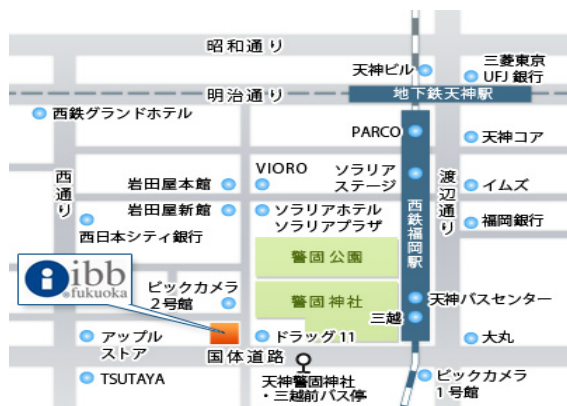 昭和通り
天神ビル
三菱東京
UFJ 銀行
明治通り
地下鉄天神駅
西鉄グランドホテル
PARCO
天神コア
西通り
VIORO
ソラリア
ステージ
渡辺通り
岩田屋本館
イムズ
岩田屋新館
ソラリアホテル
ソラリアプラザ
西鉄福岡駅
福岡銀行
西日本シティ銀行
警固公園
ibb
fukuoka
ビックカメラ
2号館
警固神社
天神バスセンター
三越
アップル
ストア
ドラッグ11
大丸
国体道路
TSUTAYA
天神警固神社
・三越前バス停
ビックカメラ
1号館